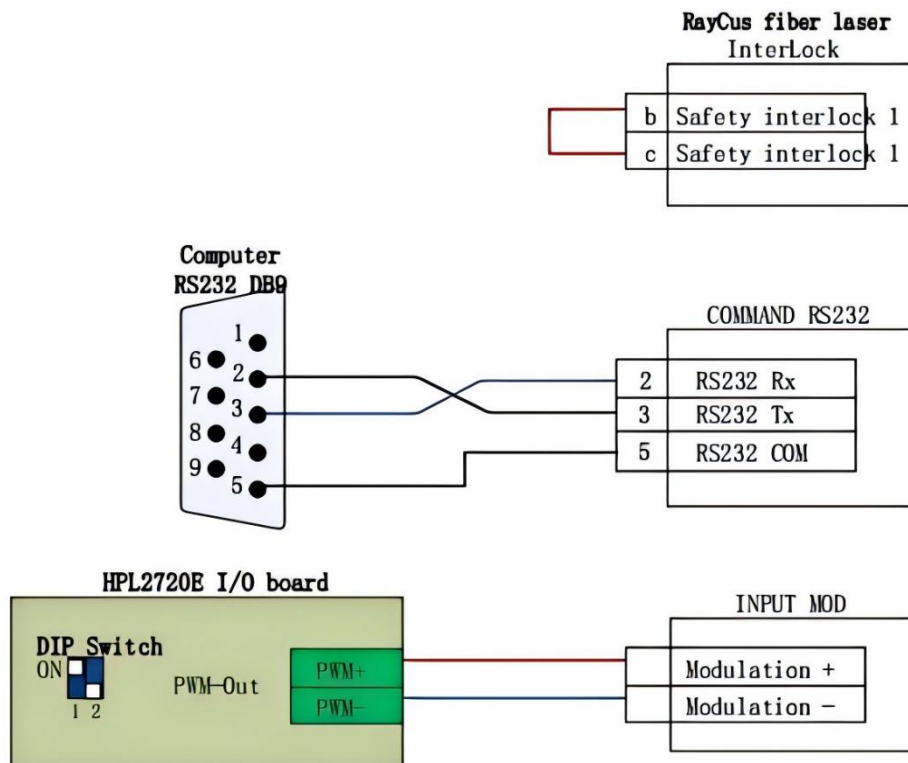 RayCus fiber laser
InterLock
b Safety interlock 1
c Safety interlock 1
Computer
RS232 DB9
1
6
2
7
3
8
4
9
5
COMMAND RS232
2 RS232 Rx
3 RS232 Tx
5 RS232 COM
HPL2720E I/O board
DIP Switch
ON
1 2
PWM-Out
PWM+
PWM-
INPUT MOD
Modulation +
Modulation -